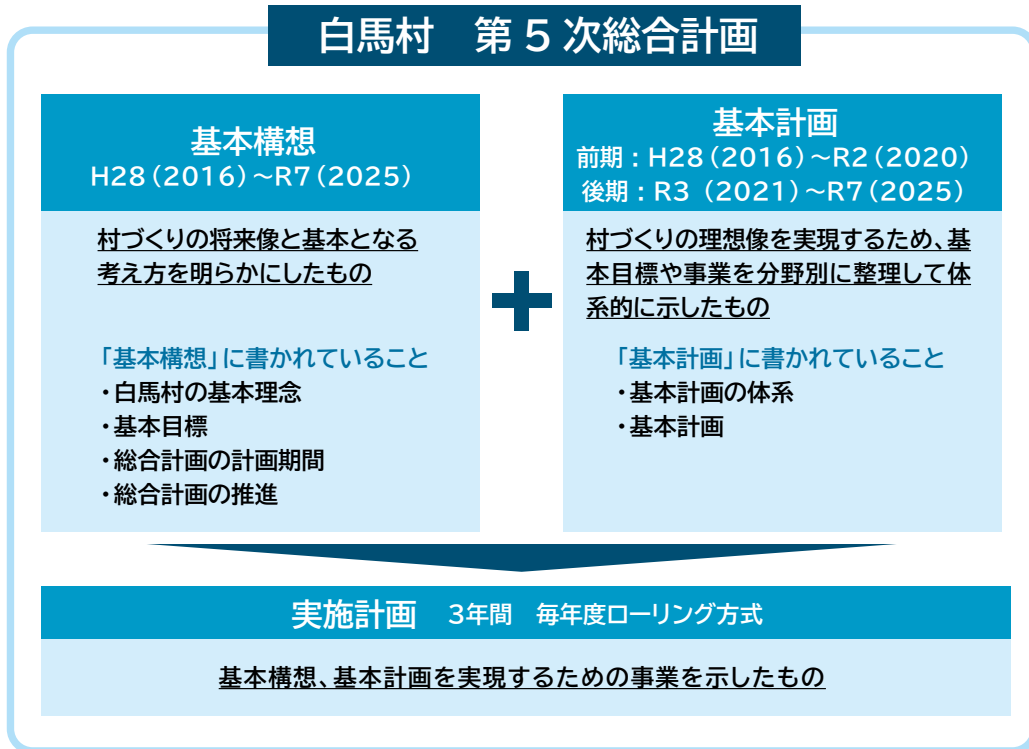 白馬村　第5次総合計画
基本構想
H28(2016)～R7(2025)
村づくりの将来像と基本となる
考え方を明らかにしたもの
「基本構想」に書かれていること
・白馬村の基本理念
・基本目標
・総合計画の計画期間
・総合計画の推進
基本計画
前期：H28(2016)～R2(2020)
後期：R3 (2021)～R7(2025)
村づくりの理想像を実現するため、基
本目標や事業を分野別に整理して体
系的に示したもの
「基本計画」に書かれていること
・基本計画の体系
・基本計画
実施計画　3年間　毎年度ローリング方式
基本構想、基本計画を実現するための事業を示したもの